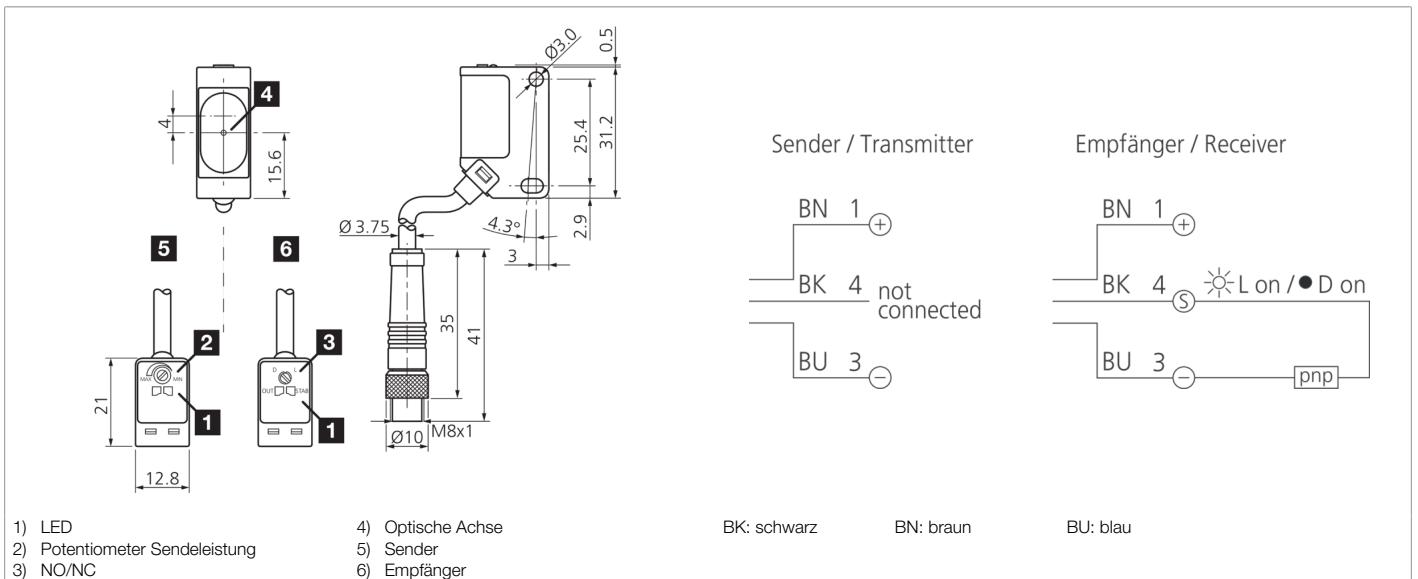 4
4
15.6
5
6
2
MAX
MIN
1
21
12.8
3
D L
OUT STAB
1
Ø3.0
0.5
25.4
31.2
2.9
4.3°
3
Ø 3.75
35
41
M8x1
Ø10
Sender / Transmitter
BN 1 +
BK 4 not
connected
BU 3 −
Empfänger / Receiver
BN 1 +
BK 4 S L on / ● D on
BU 3 − pnp
1) LED
2) Potentiometer Sendeleistung
3) NO/NC
4) Optische Achse
5) Sender
6) Empfänger
BK: schwarz BN: braun BU: blau